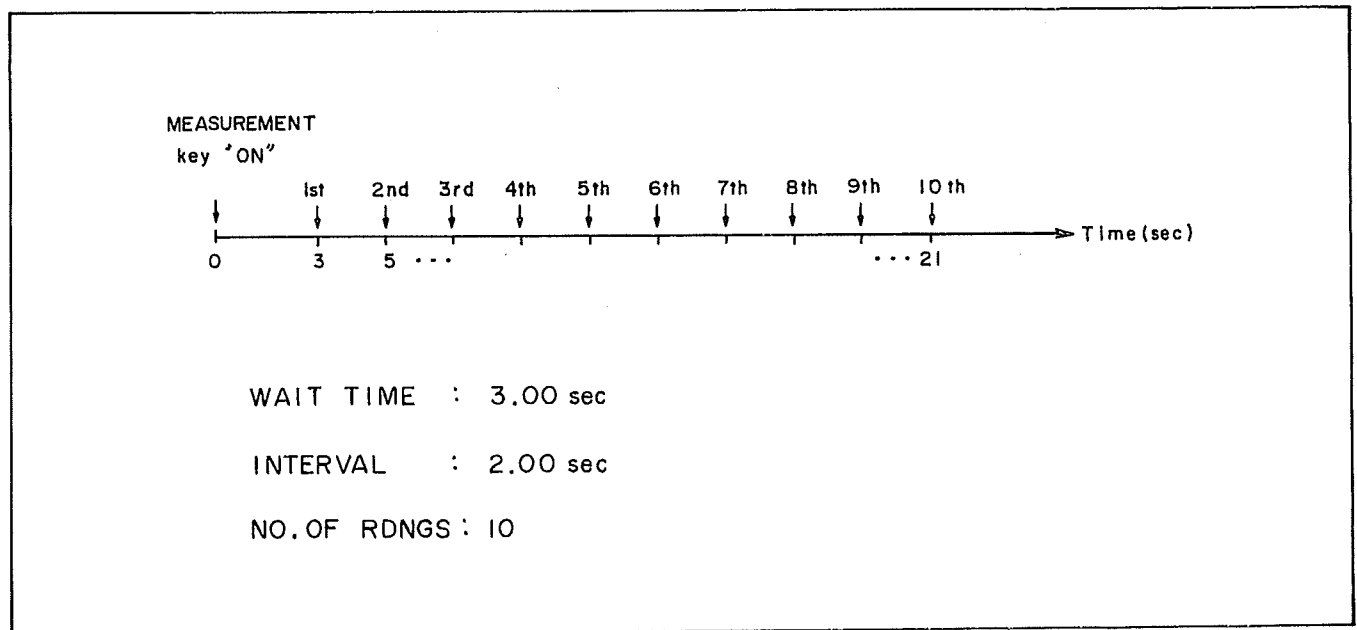 MEASUREMENT
key "ON"
1st 2nd 3rd 4th 5th 6th 7th 8th 9th 10th
Time (sec)
0 3 5 ··· ··· 21
WAIT TIME : 3.00 sec
INTERVAL : 2.00 sec
NO. OF RDNGS : 10